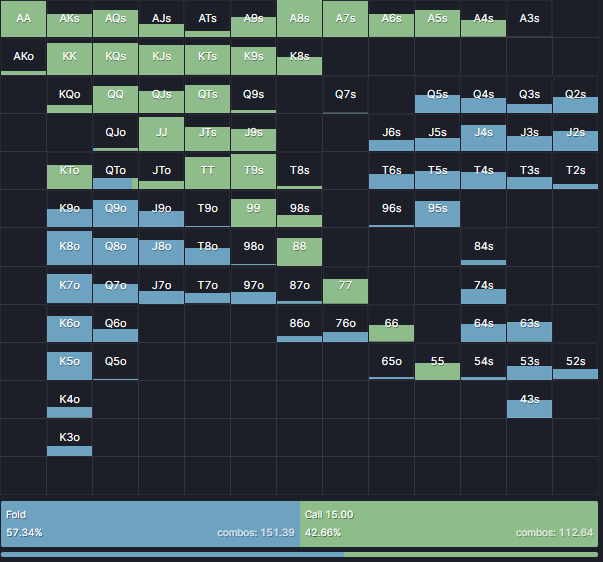 AA AKs AQs AJs ATs A9s A8s A7s A6s A5s A4s A3s
AKo KK KQs KJs KTs K9s K8s
KQo QQ QJs QTs Q9s Q7s Q5s Q4s Q3s Q2s
QJo JJ JTs J9s J6s J5s J4s J3s J2s
KTo QTo JTo TT T9s T8s T6s T5s T4s T3s T2s
K9o Q9o J9o T9o 99 98s 96s 95s
K8o Q8o J8o T8o 98o 88 84s
K7o Q7o J7o T7o 97o 87o 77 74s
K6o Q6o 86o 76o 66 64s 63s
K5o Q5o 65o 55 54s 53s 52s
K4o 43s
K3o
Fold Call 15.00
57.34% combos: 151.39 42.66% combos: 112.64